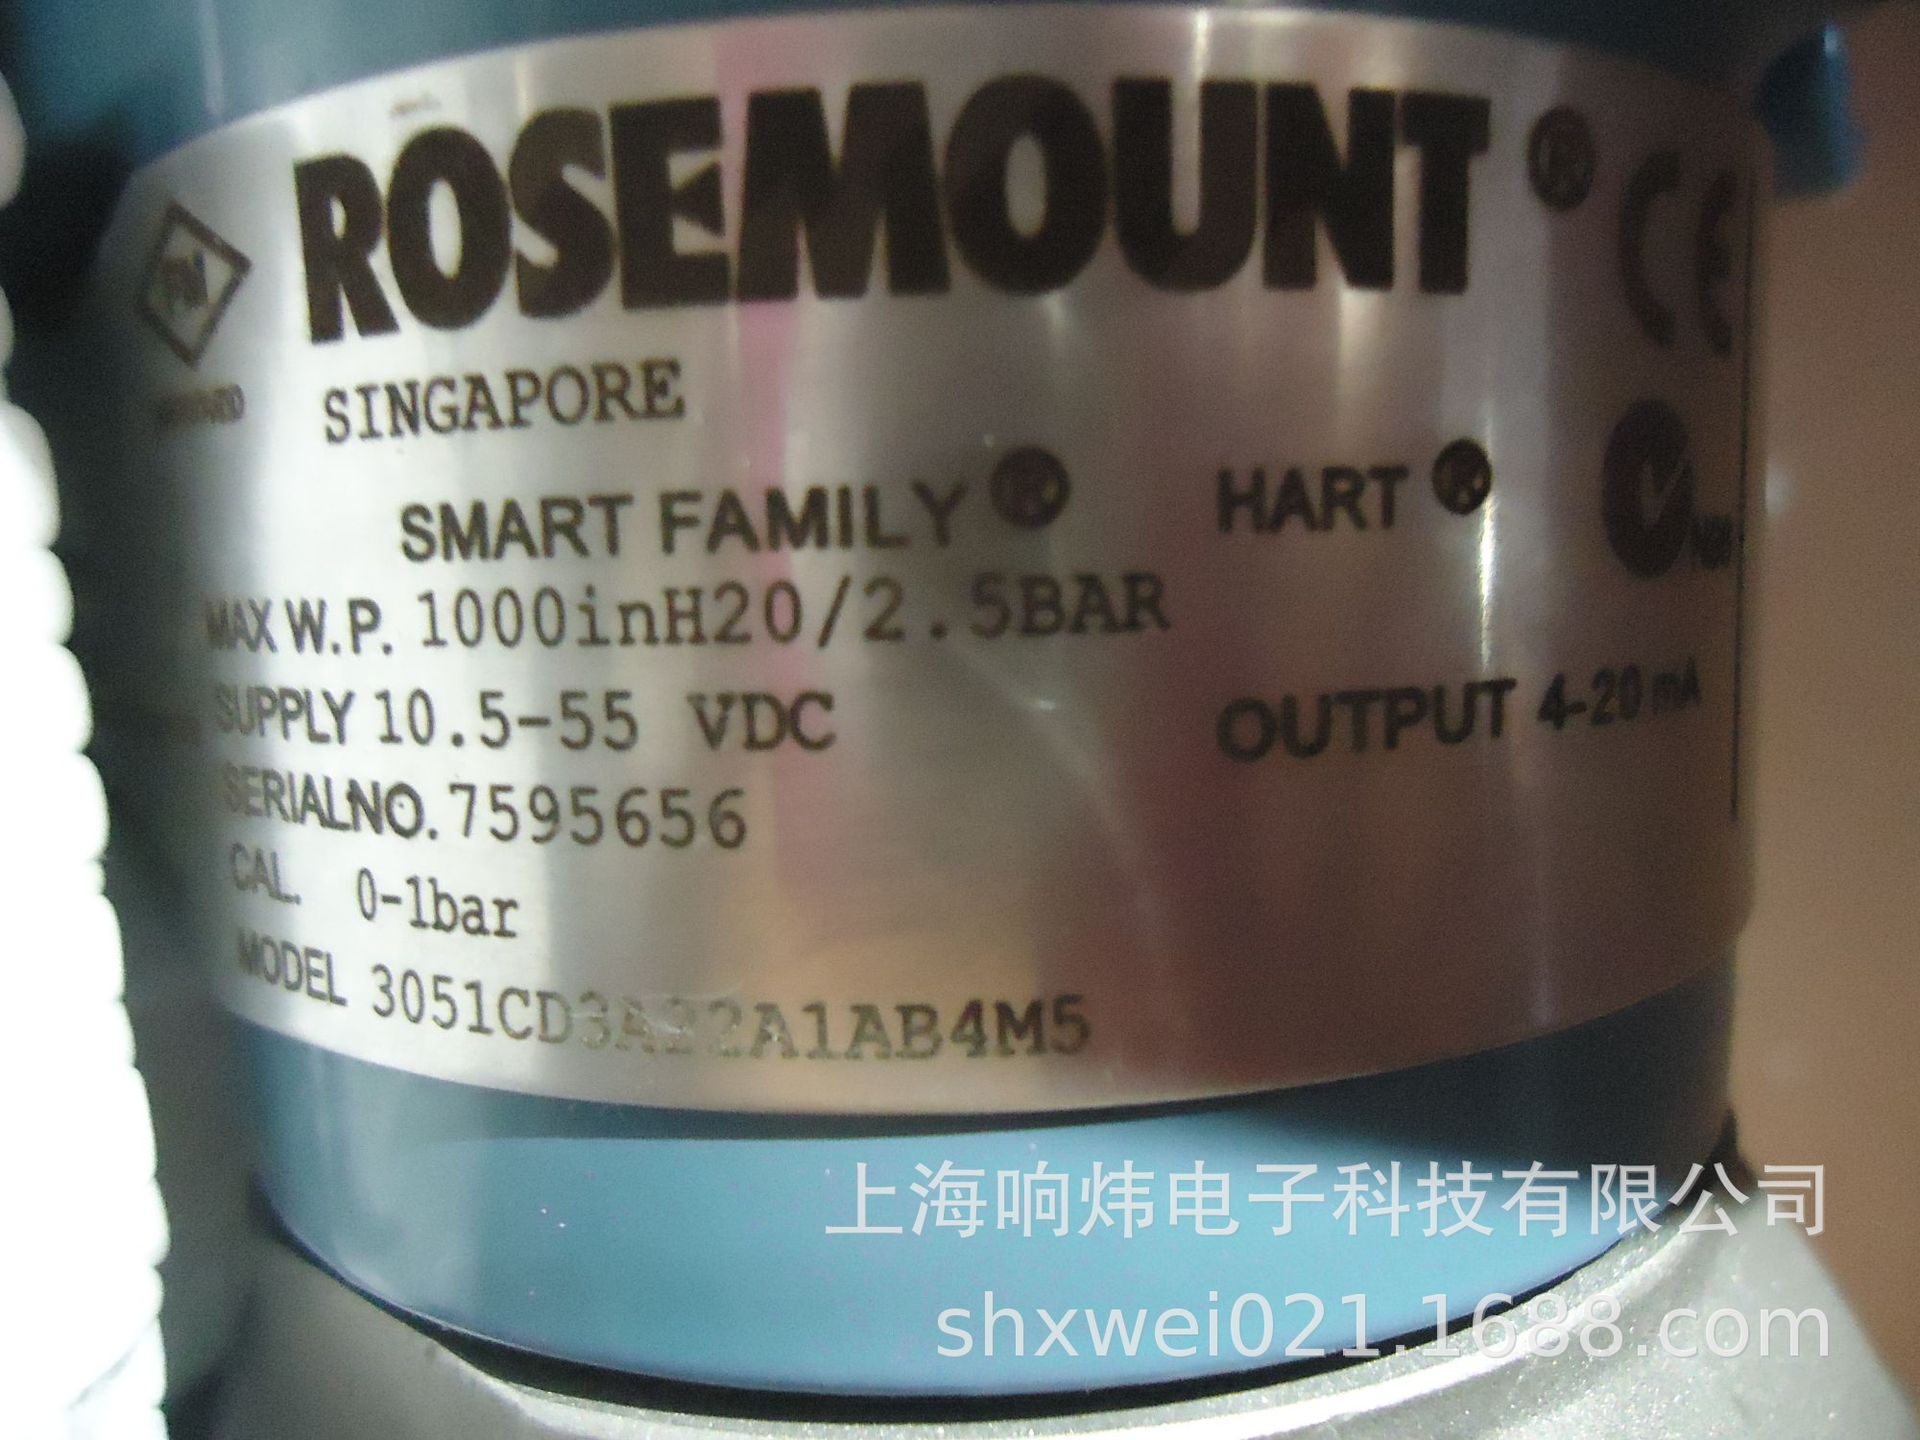 ROSEMOUNT®
CE
SINGAPORE
SMART FAMILY® HART®
MAX W.P. 1000inH20/2.5BAR
SUPPLY 10.5-55 VDC OUTPUT 4-20 mA
SERIALNO. 7595656
CAL. 0-1bar
MODEL 3051CD3A22A1AB4M5
上海响炜电子科技有限公司
shxwei021.1688.com